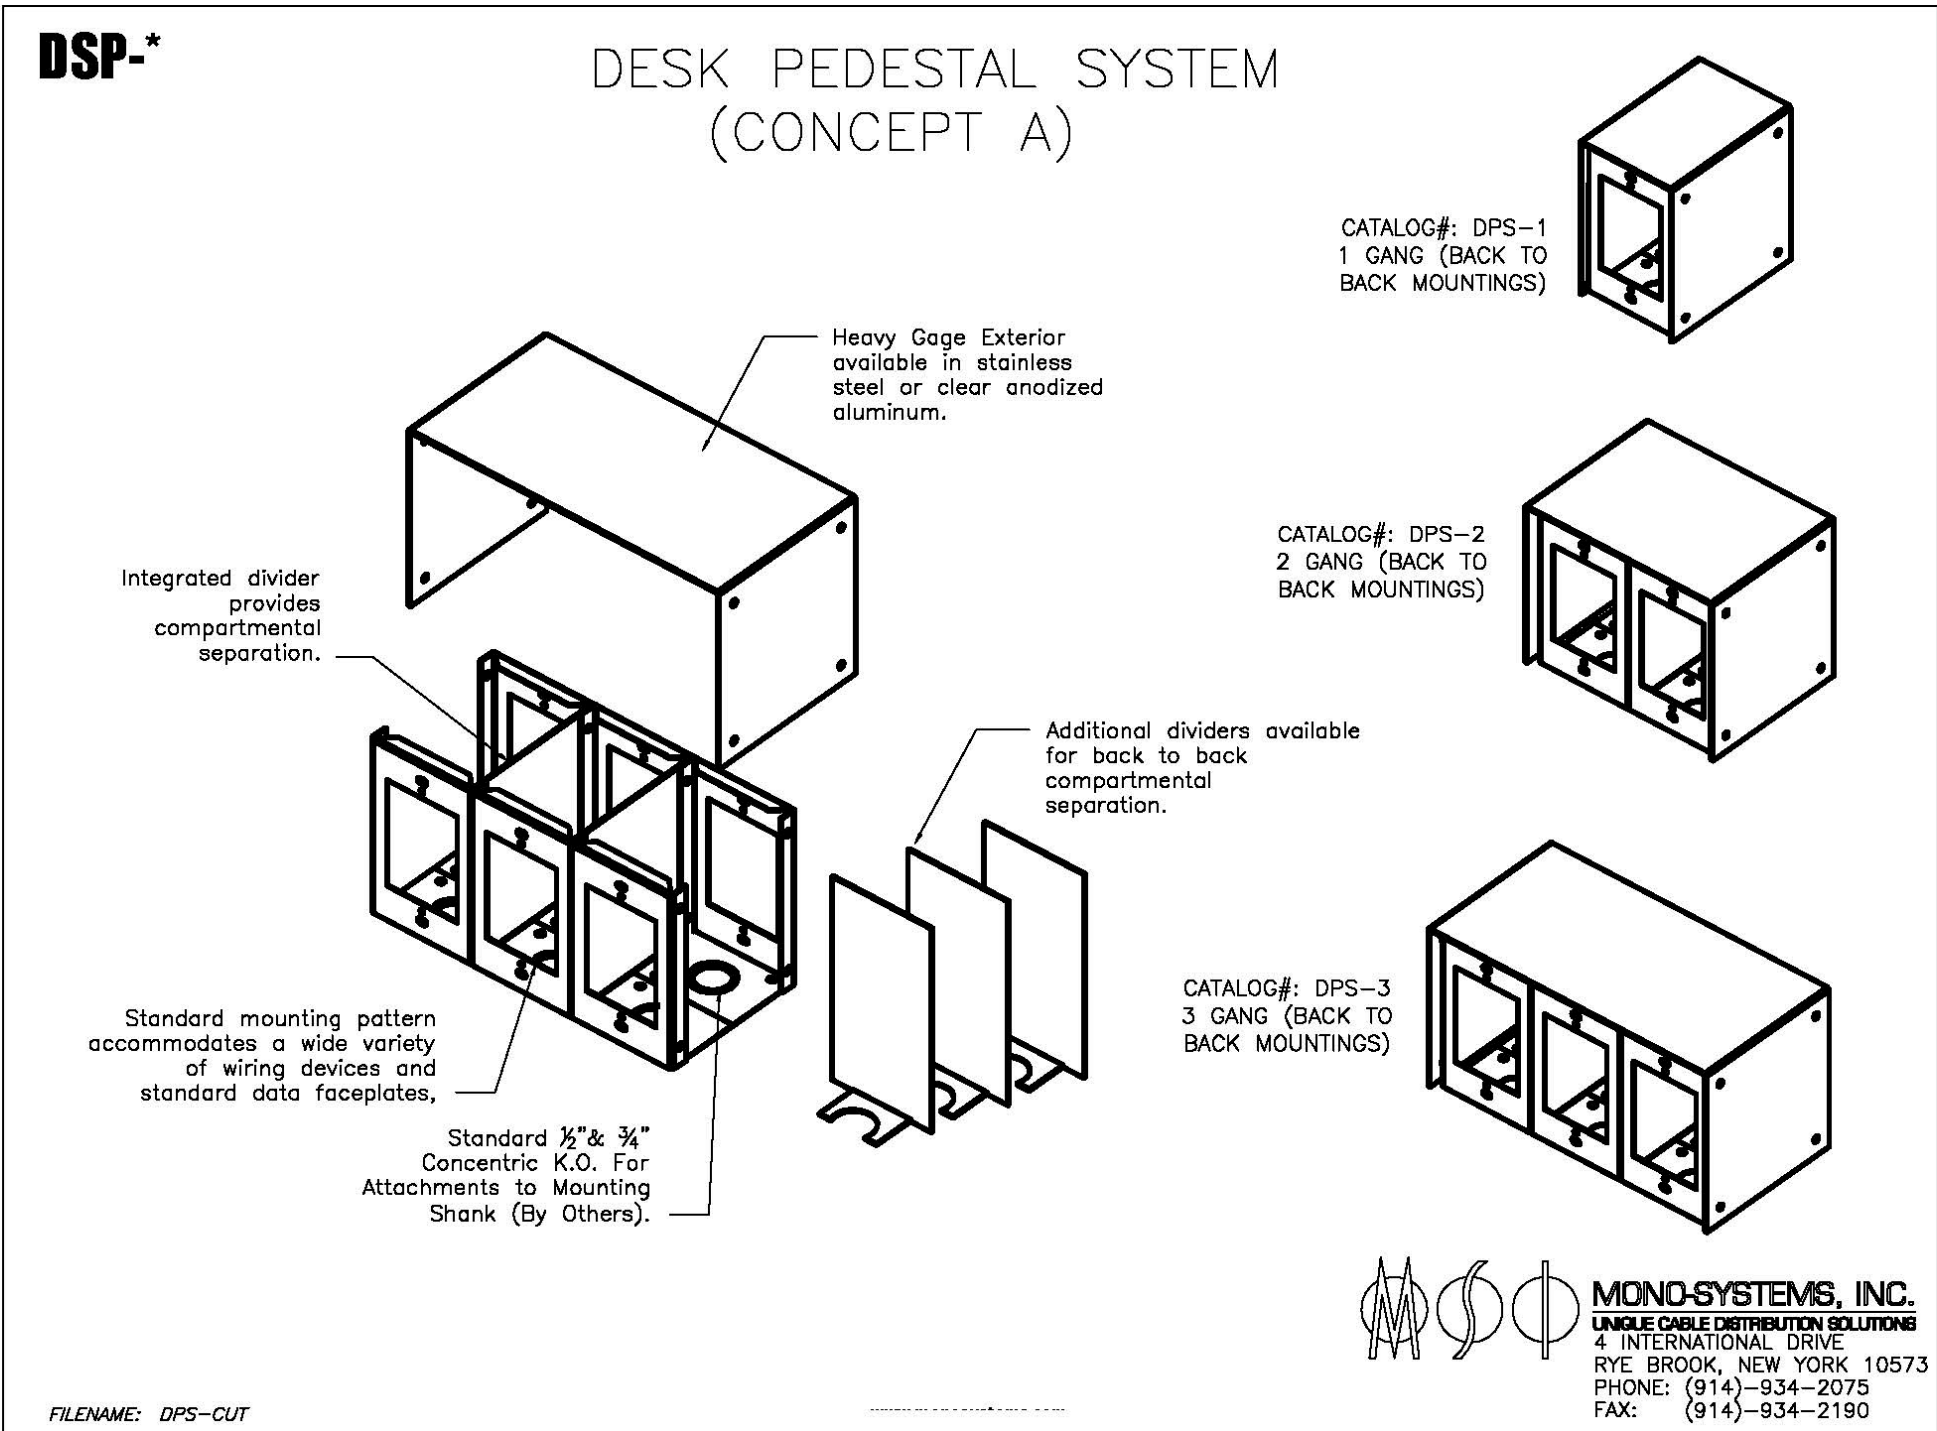 DSP-*
DESK PEDESTAL SYSTEM
(CONCEPT A)
CATALOG#: DPS-1
1 GANG (BACK TO
BACK MOUNTINGS)
Heavy Gage Exterior
available in stainless
steel or clear anodized
aluminum.
CATALOG#: DPS-2
2 GANG (BACK TO
BACK MOUNTINGS)
Integrated divider
provides
compartmental
separation.
Additional dividers available
for back to back
compartmental
separation.
CATALOG#: DPS-3
3 GANG (BACK TO
BACK MOUNTINGS)
Standard mounting pattern
accommodates a wide variety
of wiring devices and
standard data faceplates,
Standard ½"& ¾"
Concentric K.O. For
Attachments to Mounting
Shank (By Others).
MSI
MONO-SYSTEMS, INC.
UNIQUE CABLE DISTRIBUTION SOLUTIONS
4 INTERNATIONAL DRIVE
RYE BROOK, NEW YORK 10573
PHONE: (914)-934-2075
FAX: (914)-934-2190
FILENAME: DPS-CUT